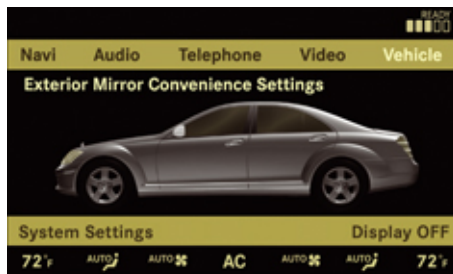 READY
Navi Audio Telephone Video Vehicle
Exterior Mirror Convenience Settings
System Settings Display OFF
72°F AUTO AUTO AC AUTO AUTO 72°F